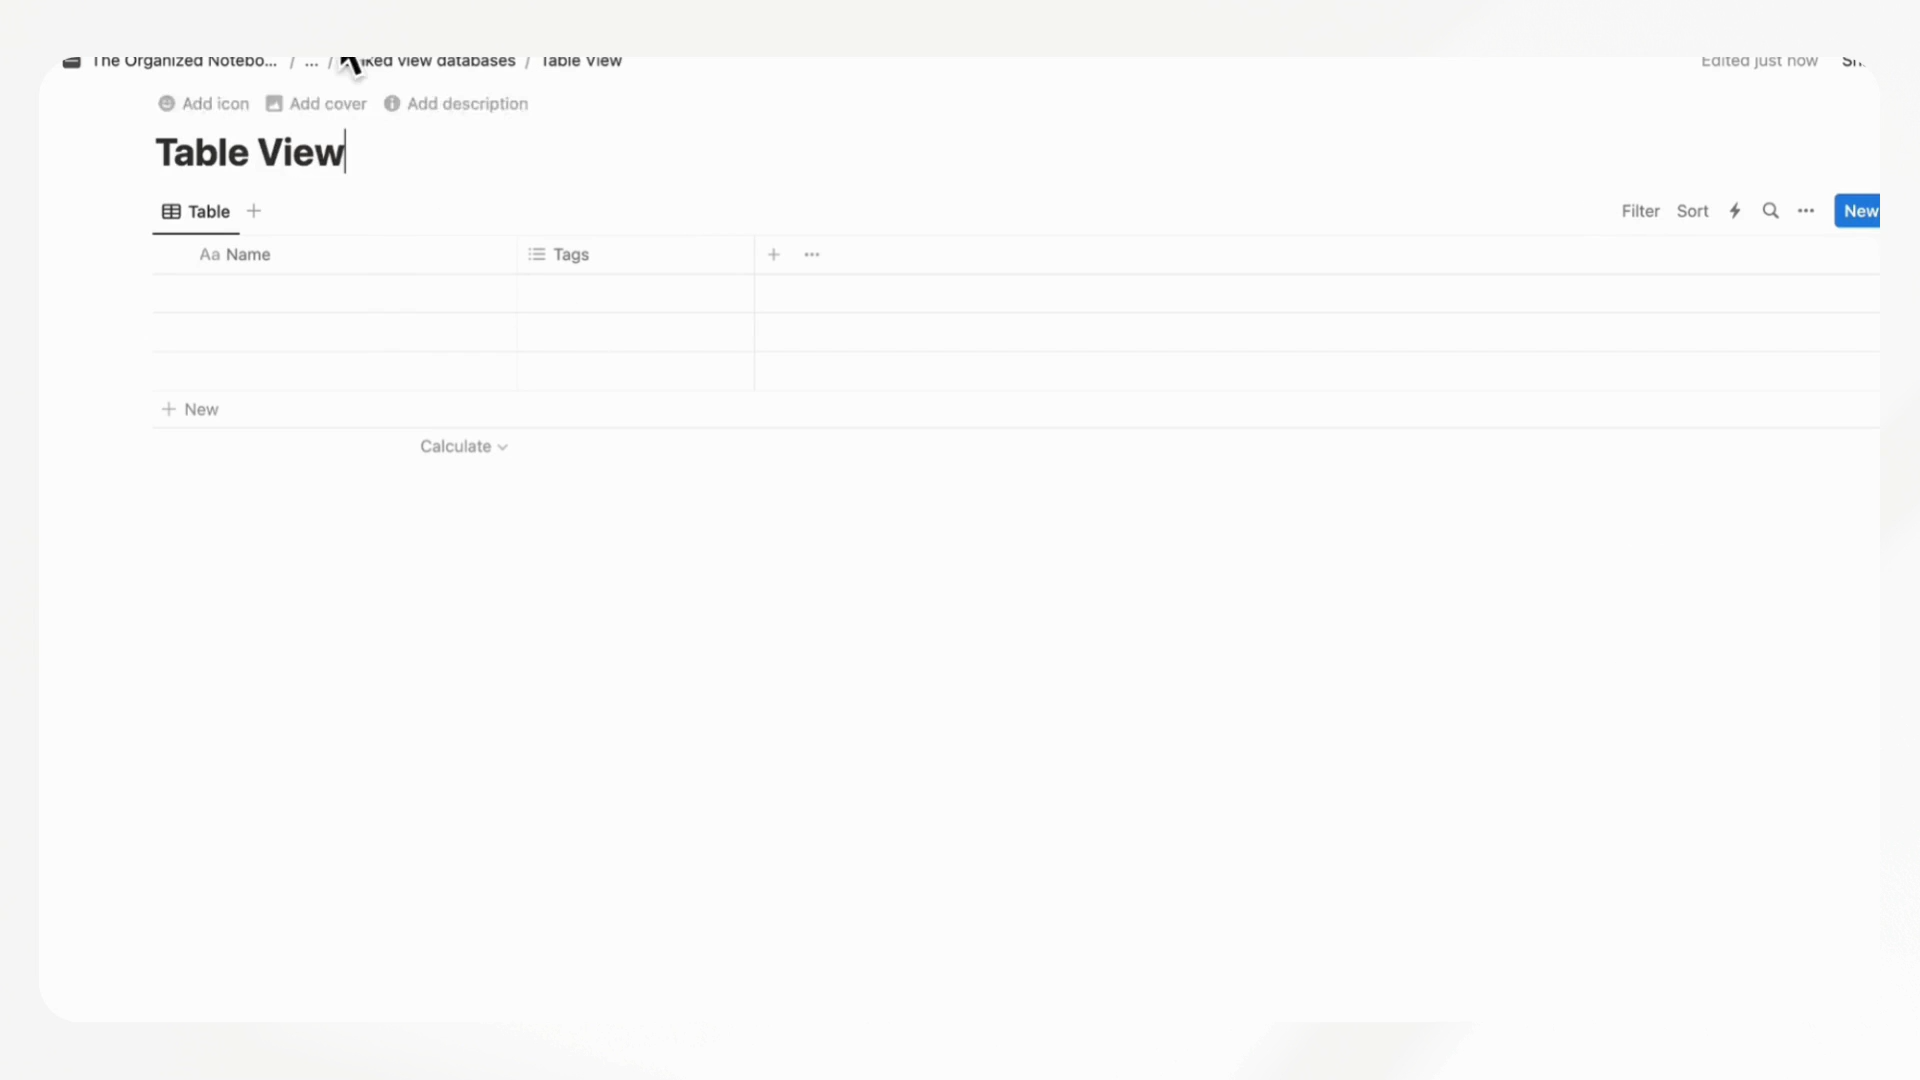 The Organized Notebo... / ... / view databases / Table View
Edited just now
Add icon Add cover Add description
Table View
Table
Filter Sort New
Aa Name Tags
New
Calculate